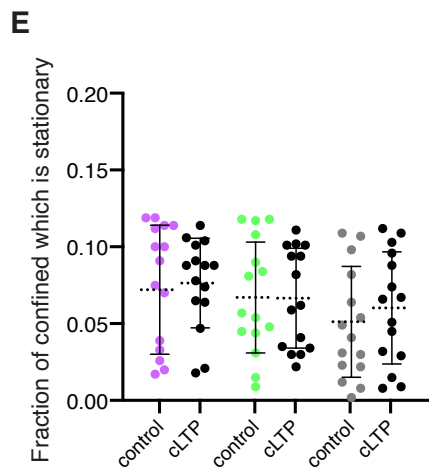 E
Fraction of confined which is stationary
0.20
0.15
0.10
0.05
0.00
control
cLTP
control
cLTP
control
cLTP